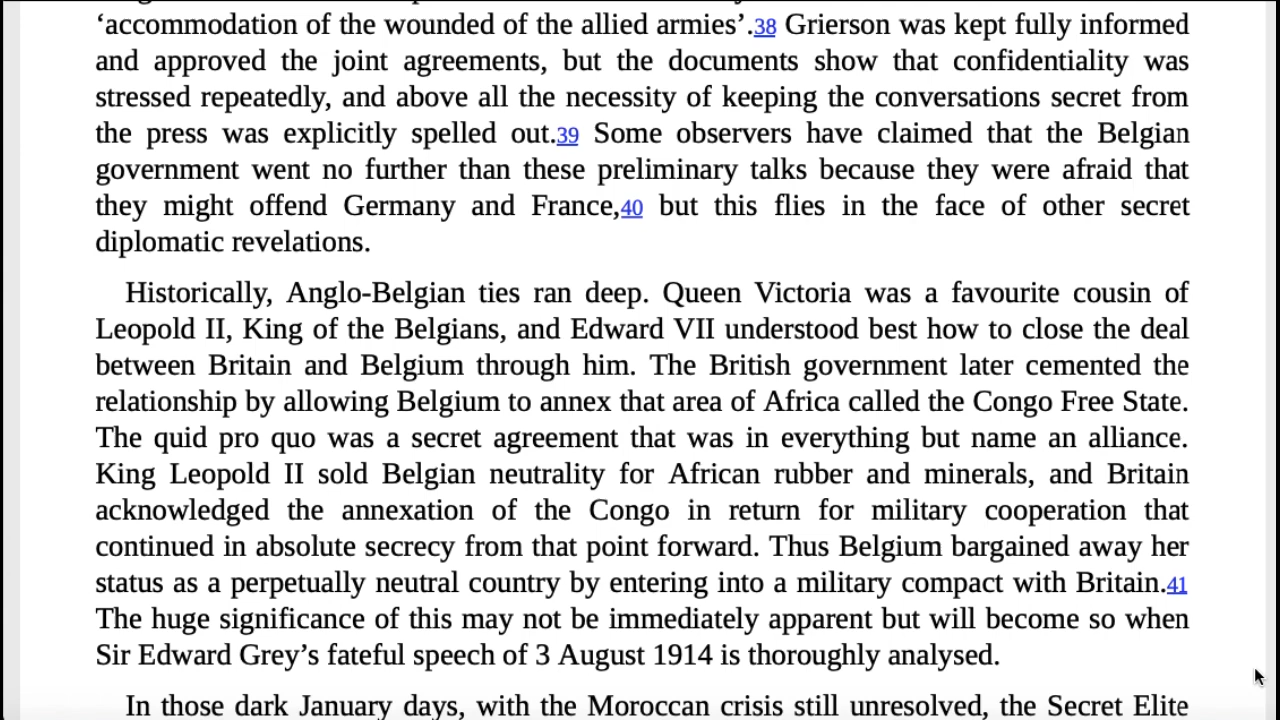 ‘accommodation of the wounded of the allied armies’.38 Grierson was kept fully informed
and approved the joint agreements, but the documents show that confidentiality was
stressed repeatedly, and above all the necessity of keeping the conversations secret from
the press was explicitly spelled out.39 Some observers have claimed that the Belgian
government went no further than these preliminary talks because they were afraid that
they might offend Germany and France,40 but this flies in the face of other secret
diplomatic revelations.
Historically, Anglo-Belgian ties ran deep. Queen Victoria was a favourite cousin of
Leopold II, King of the Belgians, and Edward VII understood best how to close the deal
between Britain and Belgium through him. The British government later cemented the
relationship by allowing Belgium to annex that area of Africa called the Congo Free State.
The quid pro quo was a secret agreement that was in everything but name an alliance.
King Leopold II sold Belgian neutrality for African rubber and minerals, and Britain
acknowledged the annexation of the Congo in return for military cooperation that
continued in absolute secrecy from that point forward. Thus Belgium bargained away her
status as a perpetually neutral country by entering into a military compact with Britain.41
The huge significance of this may not be immediately apparent but will become so when
Sir Edward Grey’s fateful speech of 3 August 1914 is thoroughly analysed.
In those dark January days, with the Moroccan crisis still unresolved, the Secret Elite